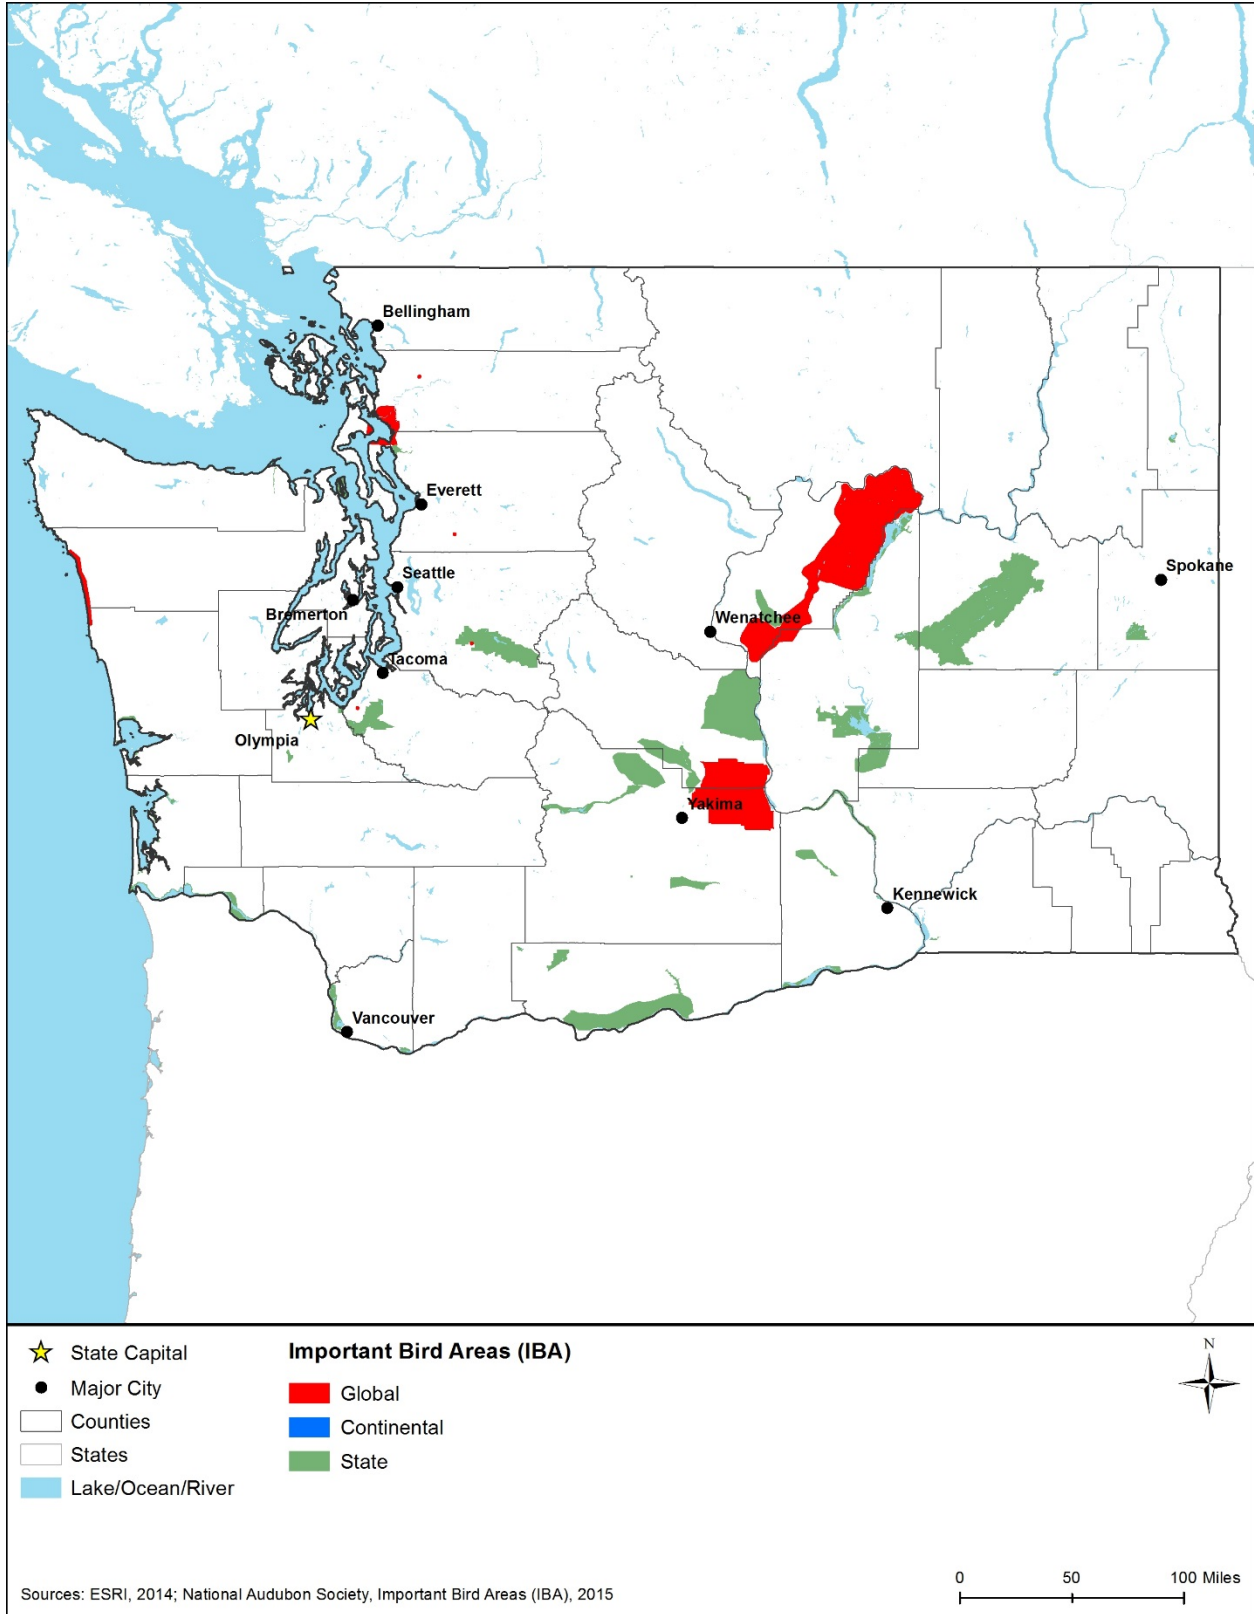 Bellingham
Everett
Seattle
Bremerton
Spokane
Wenatchee
Tacoma
Olympia
Yakima
Kennewick
Vancouver
State Capital
Major City
Counties
States
Lake/Ocean/River
Important Bird Areas (IBA)
Global
Continental
State
N
Sources: ESRI, 2014; National Audubon Society, Important Bird Areas (IBA), 2015
0 50 100 Miles